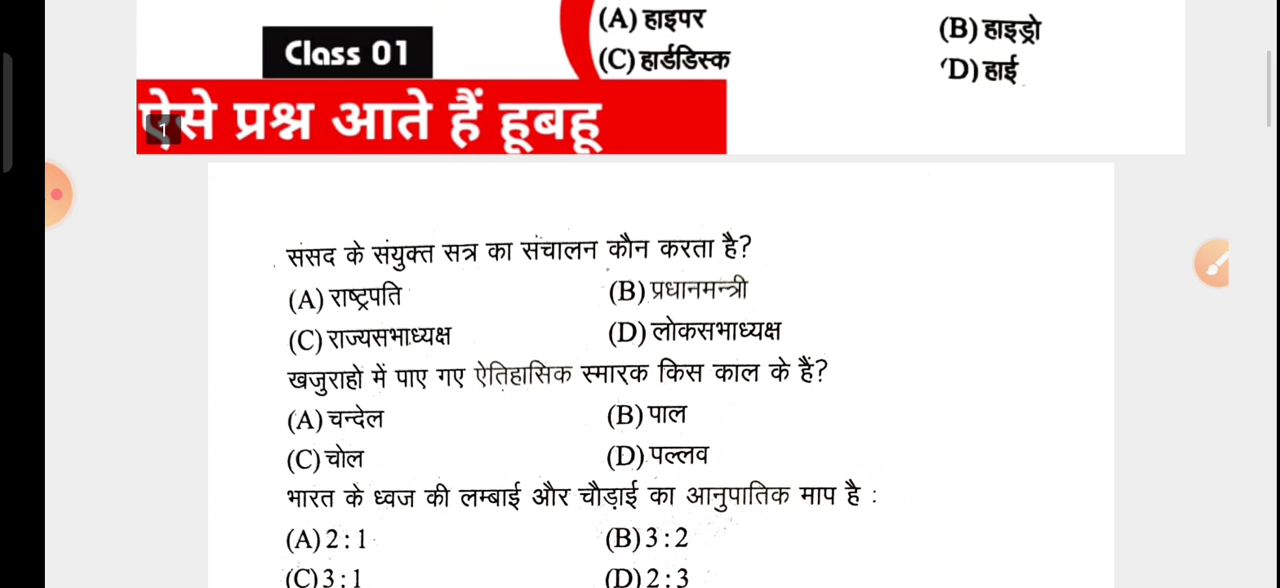 (A) हाइपर (B) हाइड्रो
Class 01
(C) हार्डडिस्क 'D) हाई
ऐसे प्रश्न आते हैं हूबहू
1
संसद के संयुक्त सत्र का संचालन कौन करता है?
(A) राष्ट्रपति (B) प्रधानमन्त्री
(C) राज्यसभाध्यक्ष (D) लोकसभाध्यक्ष
खजुराहो में पाए गए ऐतिहासिक स्मारक किस काल के हैं?
(A) चन्देल (B) पाल
(C) चोल (D) पल्लव
भारत के ध्वज की लम्बाई और चौड़ाई का आनुपातिक माप है :
(A) 2 : 1 (B) 3 : 2
(C) 3 : 1 (D) 2 : 3